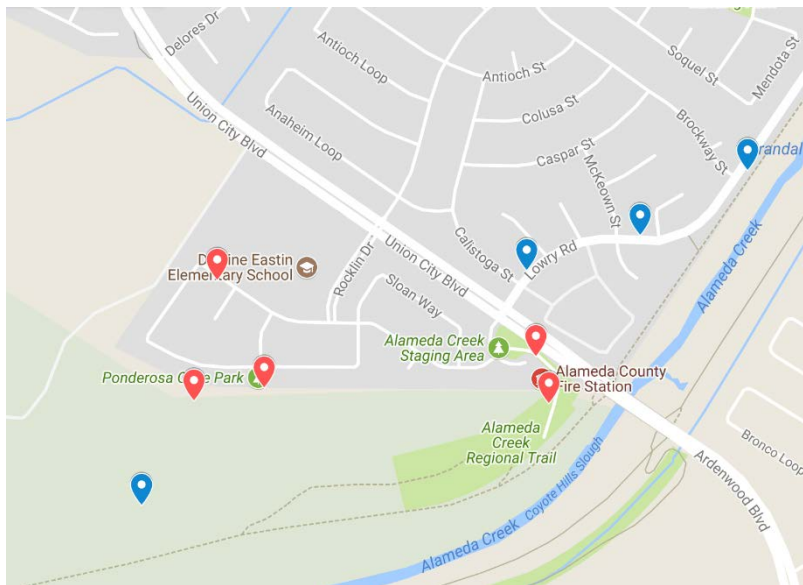 Delores Dr
Antioch Loop
Antioch St
Soquel St
Mendota St
Union City Blvd
Anaheim Loop
Colusa St
Brockway St
Caspar St
McKeown St
Calistoga St
Lowry Rd
Union City Blvd
Rocklin Dr
Sloan Way
Eastin
Elementary School
Alameda Creek
Alameda Creek
Staging Area
Ponderosa
Park
Alameda County
Fire Station
Alameda
Creek
Regional Trail
Coyote Hills Slough
Alameda Creek
Bronco Loop
Ardenwood Blvd